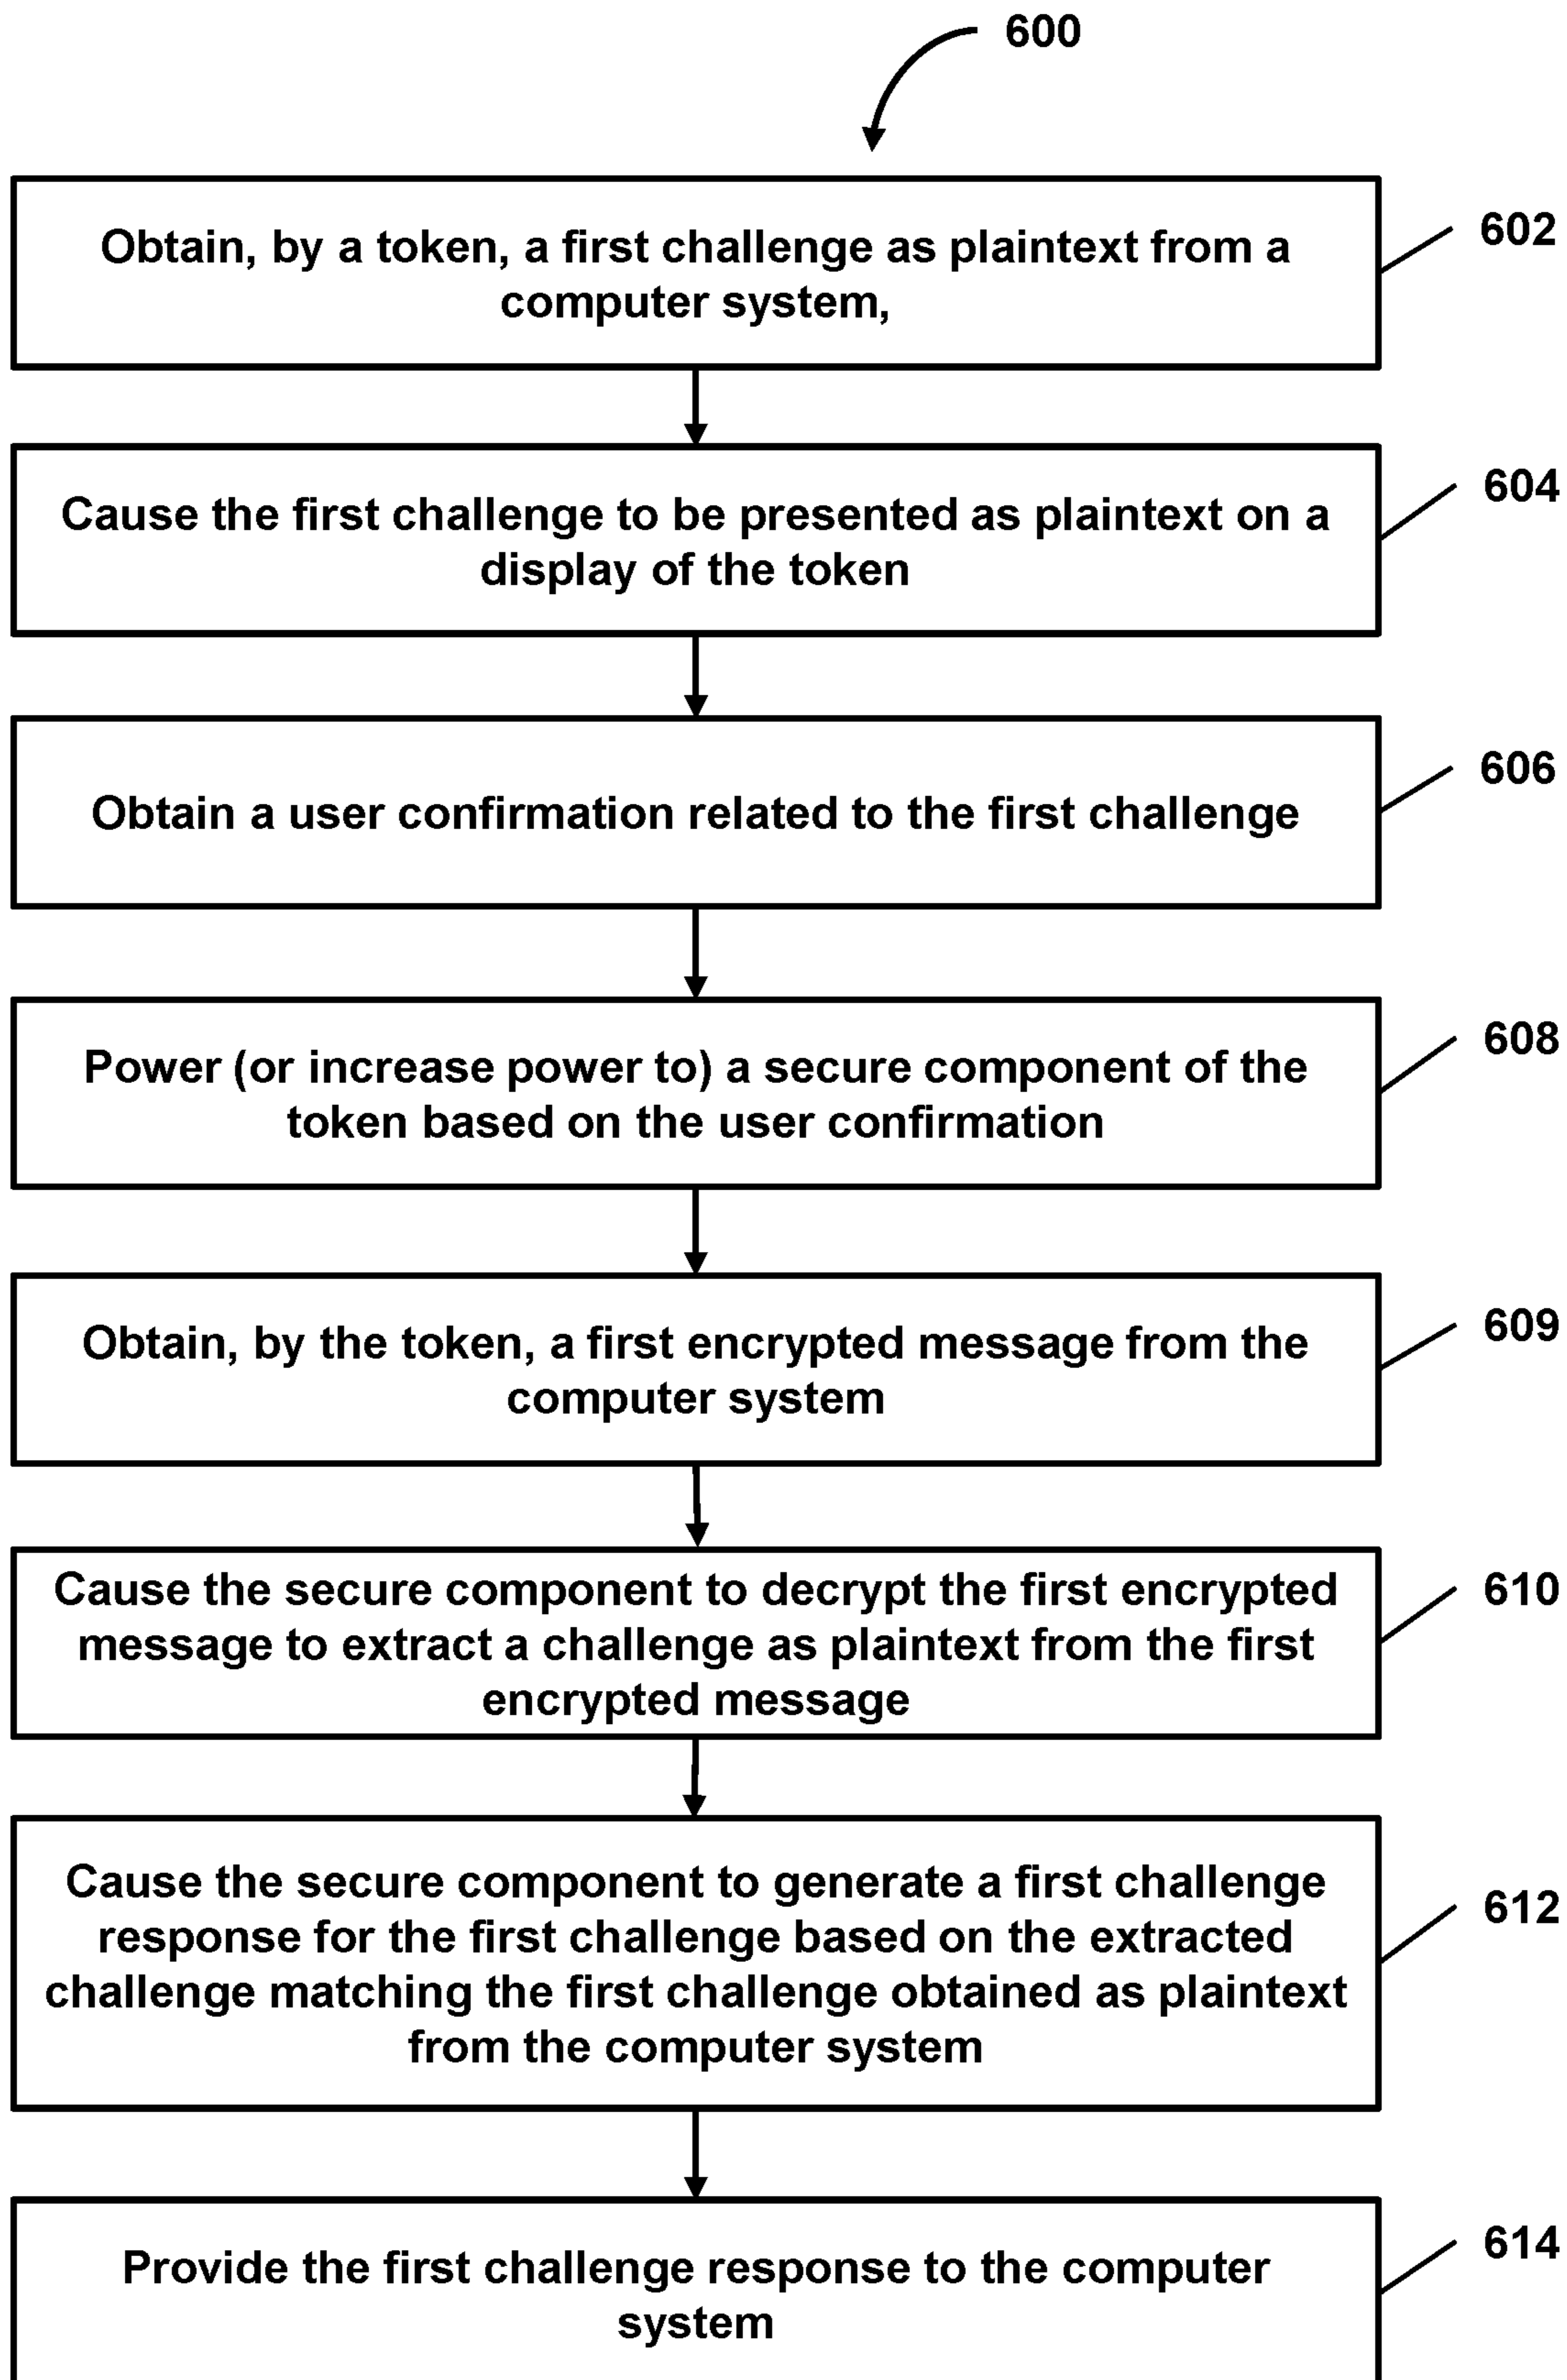 600
Obtain, by a token, a first challenge as plaintext from a
computer system,
602
Cause the first challenge to be presented as plaintext on a
display of the token
604
Obtain a user confirmation related to the first challenge
606
Power (or increase power to) a secure component of the
token based on the user confirmation
608
Obtain, by the token, a first encrypted message from the
computer system
609
Cause the secure component to decrypt the first encrypted
message to extract a challenge as plaintext from the first
encrypted message
610
Cause the secure component to generate a first challenge
response for the first challenge based on the extracted
challenge matching the first challenge obtained as plaintext
from the computer system
612
Provide the first challenge response to the computer
system
614